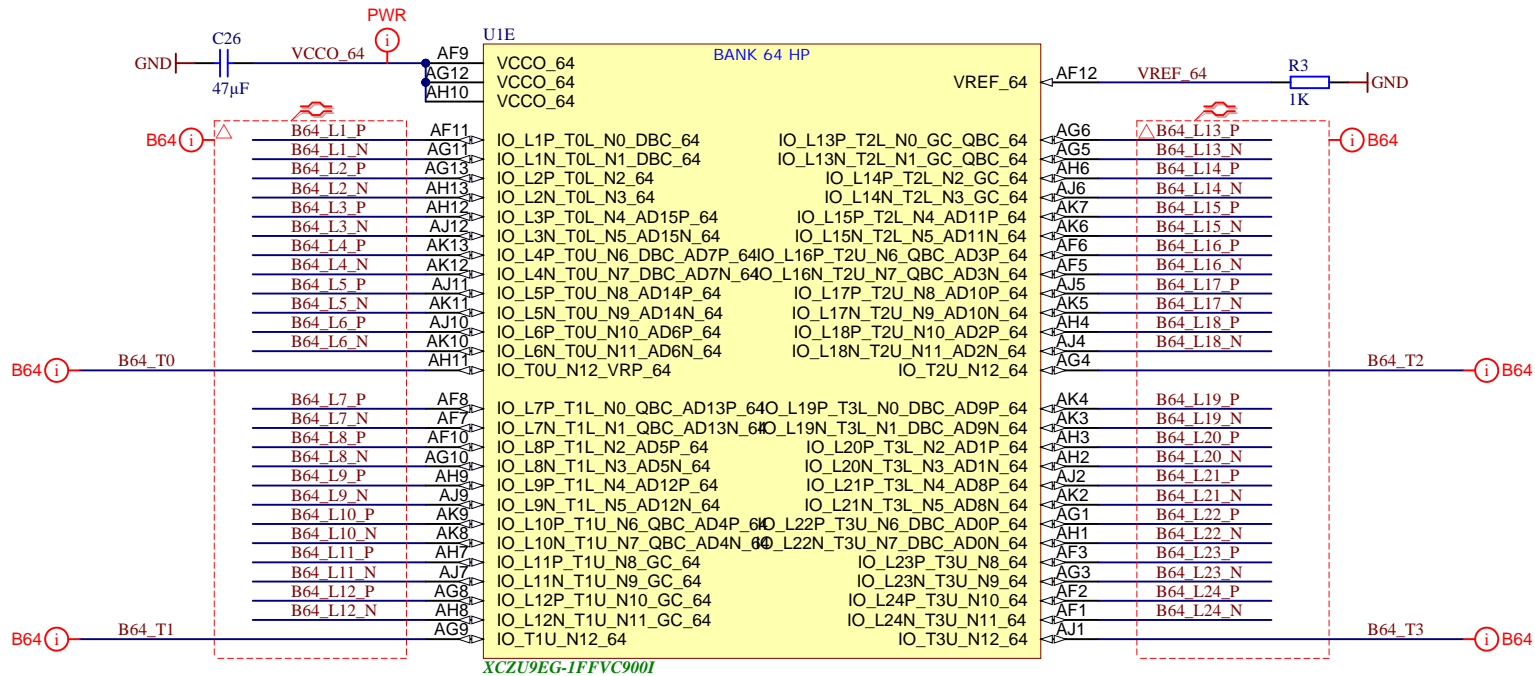 PWR
C26
U1E
GND
VCCO_64
AF9
VCCO_64
BANK 64 HP
AG12
VCCO_64
VREF_64
AF12
VREF_64
R3
GND
47µF
AH10
VCCO_64
1K
B64
B64_L1_P
AF11
IO_L1P_T0L_N0_DBC_64
IO_L13P_T2L_N0_GC_QBC_64
AG6
B64_L13_P
B64
B64_L1_N
AG11
IO_L1N_T0L_N1_DBC_64
IO_L13N_T2L_N1_GC_QBC_64
AG5
B64_L13_N
B64_L2_P
AG13
IO_L2P_T0L_N2_64
IO_L14P_T2L_N2_GC_64
AH6
B64_L14_P
B64_L2_N
AH13
IO_L2N_T0L_N3_64
IO_L14N_T2L_N3_GC_64
AJ6
B64_L14_N
B64_L3_P
AH12
IO_L3P_T0L_N4_AD15P_64
IO_L15P_T2L_N4_AD11P_64
AK7
B64_L15_P
B64_L3_N
AJ12
IO_L3N_T0L_N5_AD15N_64
IO_L15N_T2L_N5_AD11N_64
AK6
B64_L15_N
B64_L4_P
AK13
IO_L4P_T0U_N6_DBC_AD7P_64
IO_L16P_T2U_N6_QBC_AD3P_64
AF6
B64_L16_P
B64_L4_N
AK12
IO_L4N_T0U_N7_DBC_AD7N_64
IO_L16N_T2U_N7_QBC_AD3N_64
AF5
B64_L16_N
B64_L5_P
AJ11
IO_L5P_T0U_N8_AD14P_64
IO_L17P_T2U_N8_AD10P_64
AJ5
B64_L17_P
B64_L5_N
AK11
IO_L5N_T0U_N9_AD14N_64
IO_L17N_T2U_N9_AD10N_64
AK5
B64_L17_N
B64_L6_P
AJ10
IO_L6P_T0U_N10_AD6P_64
IO_L18P_T2U_N10_AD2P_64
AH4
B64_L18_P
B64_L6_N
AK10
IO_L6N_T0U_N11_AD6N_64
IO_L18N_T2U_N11_AD2N_64
AJ4
B64_L18_N
B64
B64_T0
AH11
IO_T0U_N12_VRP_64
IO_T2U_N12_64
AG4
B64_T2
B64
B64_L7_P
AF8
IO_L7P_T1L_N0_QBC_AD13P_64
IO_L19P_T3L_N0_DBC_AD9P_64
AK4
B64_L19_P
B64_L7_N
AF7
IO_L7N_T1L_N1_QBC_AD13N_64
IO_L19N_T3L_N1_DBC_AD9N_64
AK3
B64_L19_N
B64_L8_P
AF10
IO_L8P_T1L_N2_AD5P_64
IO_L20P_T3L_N2_AD1P_64
AH3
B64_L20_P
B64_L8_N
AG10
IO_L8N_T1L_N3_AD5N_64
IO_L20N_T3L_N3_AD1N_64
AH2
B64_L20_N
B64_L9_P
AH9
IO_L9P_T1L_N4_AD12P_64
IO_L21P_T3L_N4_AD8P_64
AJ2
B64_L21_P
B64_L9_N
AJ9
IO_L9N_T1L_N5_AD12N_64
IO_L21N_T3L_N5_AD8N_64
AK2
B64_L21_N
B64_L10_P
AK9
IO_L10P_T1U_N6_QBC_AD4P_64
IO_L22P_T3U_N6_DBC_AD0P_64
AG1
B64_L22_P
B64_L10_N
AK8
IO_L10N_T1U_N7_QBC_AD4N_64
IO_L22N_T3U_N7_DBC_AD0N_64
AH1
B64_L22_N
B64_L11_P
AH7
IO_L11P_T1U_N8_GC_64
IO_L23P_T3U_N8_64
AF3
B64_L23_P
B64_L11_N
AJ7
IO_L11N_T1U_N9_GC_64
IO_L23N_T3U_N9_64
AG3
B64_L23_N
B64_L12_P
AG8
IO_L12P_T1U_N10_GC_64
IO_L24P_T3U_N10_64
AF2
B64_L24_P
B64_L12_N
AH8
IO_L12N_T1U_N11_GC_64
IO_L24N_T3U_N11_64
AF1
B64_L24_N
B64
B64_T1
AG9
IO_T1U_N12_64
IO_T3U_N12_64
AJ1
B64_T3
B64
XCZU9EG-1FFVC900I